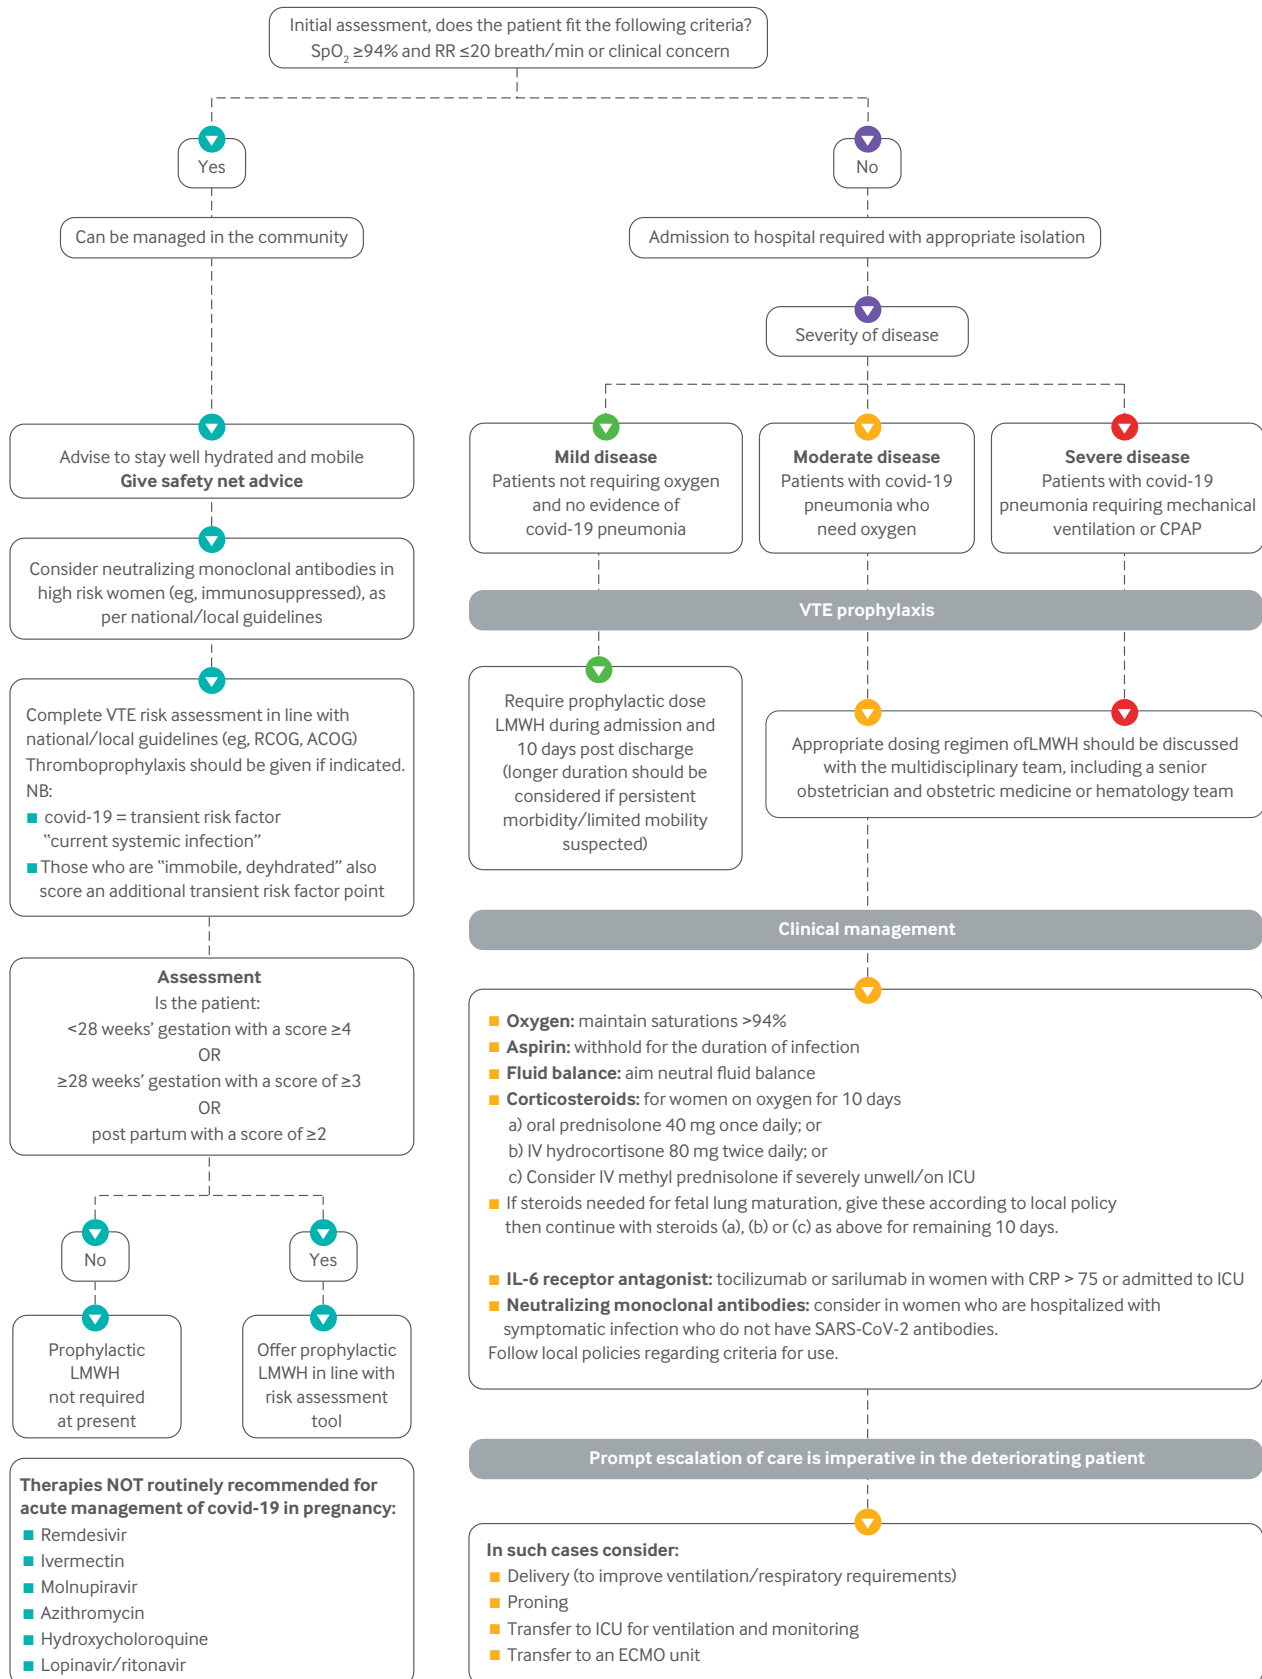 Initial assessment, does the patient fit the following criteria?
SpO₂ ≥94% and RR ≤20 breath/min or clinical concern
Yes
Can be managed in the community
Advise to stay well hydrated and mobile
Give safety net advice
Consider neutralizing monoclonal antibodies in
high risk women (eg, immunosuppressed), as
per national/local guidelines
Complete VTE risk assessment in line with
national/local guidelines (eg, RCOG, ACOG)
Thromboprophylaxis should be given if indicated.
NB:
covid-19 = transient risk factor
"current systemic infection"
Those who are "immobile, deyhdrated" also
score an additional transient risk factor point
Assessment
Is the patient:
<28 weeks' gestation with a score ≥4
OR
≥28 weeks' gestation with a score of ≥3
OR
post partum with a score of ≥2
No
Prophylactic
LMWH
not required
at present
Yes
Offer prophylactic
LMWH in line with
risk assessment
tool
Therapies NOT routinely recommended for
acute management of covid-19 in pregnancy:
Remdesivir
Ivermectin
Molnupiravir
Azithromycin
Hydroxycholoroquine
Lopinavir/ritonavir
No
Admission to hospital required with appropriate isolation
Severity of disease
Mild disease
Patients not requiring oxygen
and no evidence of
covid-19 pneumonia
Moderate disease
Patients with covid-19
pneumonia who
need oxygen
Severe disease
Patients with covid-19
pneumonia requiring mechanical
ventilation or CPAP
VTE prophylaxis
Require prophylactic dose
LMWH during admission and
10 days post discharge
(longer duration should be
considered if persistent
morbidity/limited mobility
suspected)
Appropriate dosing regimen ofLMWH should be discussed
with the multidisciplinary team, including a senior
obstetrician and obstetric medicine or hematology team
Clinical management
Oxygen: maintain saturations >94%
Aspirin: withhold for the duration of infection
Fluid balance: aim neutral fluid balance
Corticosteroids: for women on oxygen for 10 days
a) oral prednisolone 40 mg once daily; or
b) IV hydrocortisone 80 mg twice daily; or
c) Consider IV methyl prednisolone if severely unwell/on ICU
If steroids needed for fetal lung maturation, give these according to local policy
then continue with steroids (a), (b) or (c) as above for remaining 10 days.
IL-6 receptor antagonist: tocilizumab or sarilumab in women with CRP > 75 or admitted to ICU
Neutralizing monoclonal antibodies: consider in women who are hospitalized with
symptomatic infection who do not have SARS-CoV-2 antibodies.
Follow local policies regarding criteria for use.
Prompt escalation of care is imperative in the deteriorating patient
In such cases consider:
Delivery (to improve ventilation/respiratory requirements)
Proning
Transfer to ICU for ventilation and monitoring
Transfer to an ECMO unit